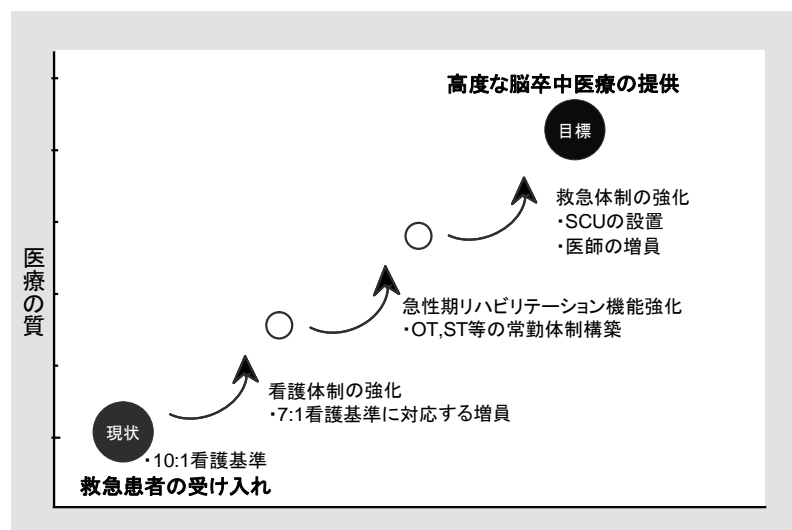 高度な脳卒中医療の提供
目標
救急体制の強化
・SCUの設置
・医師の増員
医療の質
急性期リハビリテーション機能強化
・OT,ST等の常勤体制構築
看護体制の強化
・7:1看護基準に対応する増員
現状
・10:1看護基準
救急患者の受け入れ